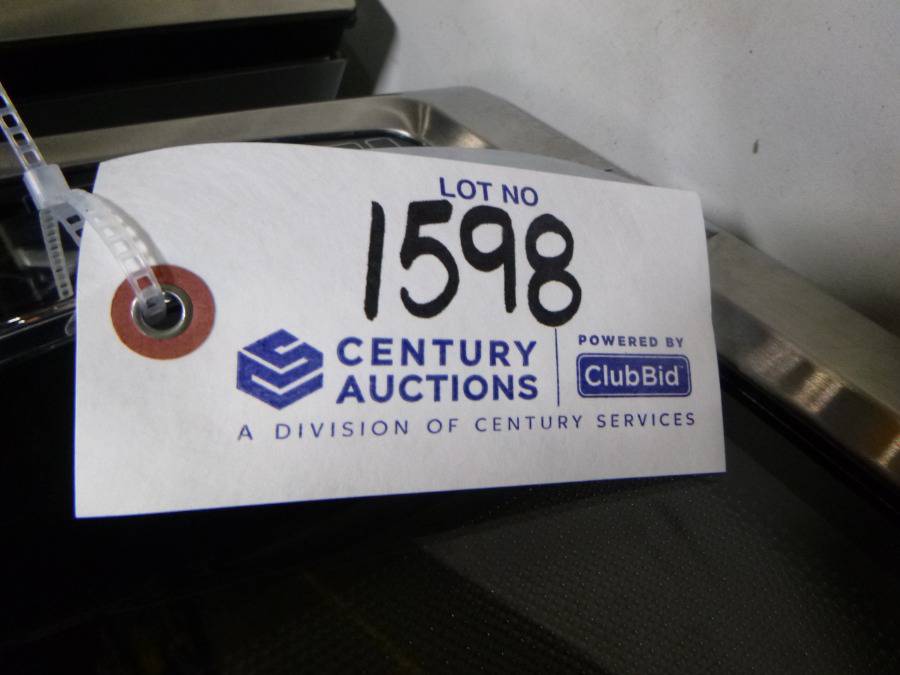 LOT NO
1598
CENTURY
AUCTIONS
POWERED BY
ClubBid
A DIVISION OF CENTURY SERVICES